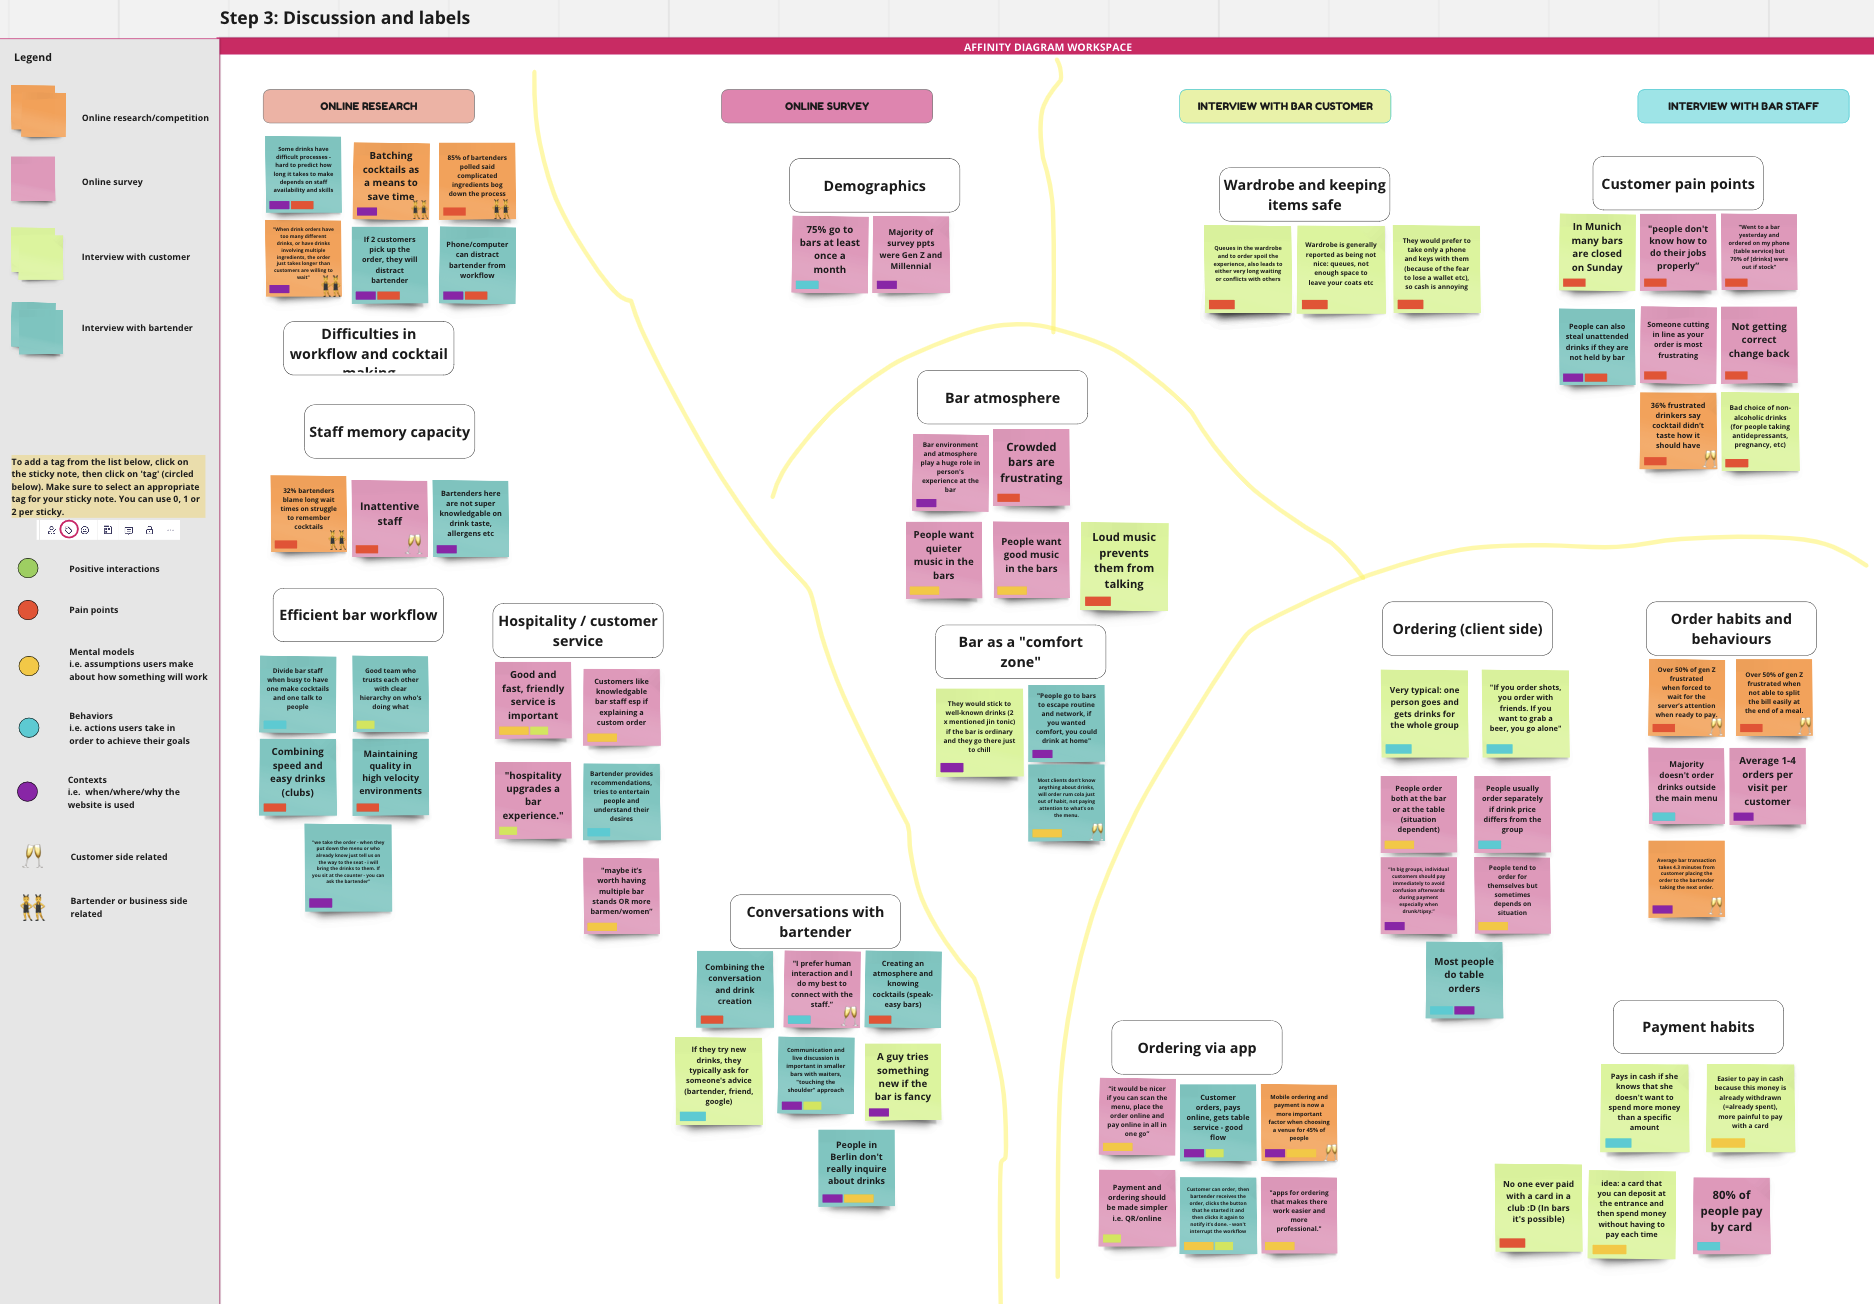 Step 3: Discussion and labels
AFFINITY DIAGRAM WORKSPACE
Legend
Online research/competition
Online survey
Interview with customer
Interview with bartender
To add a tag from the list below, click on
the sticky note, then click on 'tag' (circled
below). Make sure to select an appropriate
tag for your sticky note. You can use 0, 1 or
2 per sticky.
Positive interactions
Pain points
Mental models
i.e. assumptions users make
about how something will work
Behaviors
i.e. actions users take in
order to achieve their goals
Contexts
i.e. when/where/why the
website is used
Customer side related
Bartender or business side
related
ONLINE RESEARCH
ONLINE SURVEY
INTERVIEW WITH BAR CUSTOMER
INTERVIEW WITH BAR STAFF
Some drinks have
difficult processes -
hard to predict how
long it takes to make
depends on staff
availability and skills
Batching
cocktails as
a means to
save time
85% of bartenders
polled said
complicated
ingredients bog
down the process
"When drink orders have
too many different
drinks, or have drinks
involving multiple
ingredients, the order
just takes longer than
customers are willing to
wait"
If 2 customers
pick up the
order, they will
distract
bartender
Phone/computer
can distract
bartender from
workflow
Difficulties in
workflow and cocktail
making
Staff memory capacity
32% bartenders
blame long wait
times on struggle
to remember
cocktails
Inattentive
staff
Bartenders here
are not super
knowledgable on
drink taste,
allergens etc
Efficient bar workflow
Divide bar staff
when busy to have
one make cocktails
and one talk to
people
Good team who
trusts each other
with clear
hierarchy on who's
doing what
Combining
speed and
easy drinks
(clubs)
Maintaining
quality in
high velocity
environments
"we take the order - when they
put down the menu or who
already know just tell us on
the way to the seat - i will
bring the drinks to them. If
you sit at the counter - you can
ask the bartender"
Hospitality / customer
service
Good and
fast, friendly
service is
important
Customers like
knowledgable
bar staff esp if
explaining a
custom order
"hospitality
upgrades a
bar
experience."
Bartender provides
recommendations,
tries to entertain
people and
understand their
desires
"maybe it's
worth having
multiple bar
stands OR more
barmen/women"
Demographics
75% go to
bars at least
once a
month
Majority of
survey ppts
were Gen Z and
Millennial
Bar atmosphere
Bar environment
and atmosphere
play a huge role in
person's
experience at the
bar
Crowded
bars are
frustrating
People want
quieter
music in the
bars
People want
good music
in the bars
Loud music
prevents
them from
talking
Bar as a "comfort
zone"
They would stick to
well-known drinks (2
x mentioned jin tonic)
if the bar is ordinary
and they go there just
to chill
"People go to bars
to escape routine
and network, if
you wanted
comfort, you could
drink at home"
Most clients don't know
anything about drinks,
will order rum cola just
out of habit, not paying
attention to what's on
the menu.
Conversations with
bartender
Combining the
conversation
and drink
creation
"I prefer human
interaction and I
do my best to
connect with the
staff."
Creating an
atmosphere and
knowing
cocktails (speak-
easy bars)
If they try new
drinks, they
typically ask for
someone's advice
(bartender, friend,
google)
Communication and
live discussion is
important in smaller
bars with waiters,
"touching the
shoulder" approach
A guy tries
something
new if the
bar is fancy
People in
Berlin don't
really inquire
about drinks
Wardrobe and keeping
items safe
Queues in the wardrobe
and to order spoil the
experience, also leads to
either very long waiting
or conflicts with others
Wardrobe is generally
reported as being not
nice: queues, not
enough space to
leave your coats etc
They would prefer to
take only a phone
and keys with them
(because of the fear
to lose a wallet etc),
so cash is annoying
Customer pain points
In Munich
many bars
are closed
on Sunday
"people don't
know how to
do their jobs
properly"
"Went to a bar
yesterday and
ordered on my phone
(table service) but
70% of [drinks] were
out if stock"
People can also
steal unattended
drinks if they are
not held by bar
Someone cutting
in line as your
order is most
frustrating
Not getting
correct
change back
36% frustrated
drinkers say
cocktail didn't
taste how it
should have
Bad choice of non-
alcoholic drinks
(for people taking
antidepressants,
pregnancy, etc)
Ordering (client side)
Very typical: one
person goes and
gets drinks for
the whole group
"If you order shots,
you order with
friends. If you
want to grab a
beer, you go alone"
People order
both at the bar
or at the table
(situation
dependent)
People usually
order separately
if drink price
differs from the
group
"In big groups, individual
customers should pay
immediately to avoid
confusion afterwards
during payment
especially when
drunk/tipsy."
People tend to
order for
themselves but
sometimes
depends on
situation
Most people
do table
orders
Order habits and
behaviours
Over 50% of gen Z
frustrated
when forced to
wait for the
server's attention
when ready to pay.
Over 50% of gen Z
frustrated when
not able to split
the bill easily at
the end of a meal.
Majority
doesn't order
drinks outside
the main menu
Average 1-4
orders per
visit per
customer
Average bar transaction
takes 4.3 minutes from
customer placing the
order to the bartender
taking the next order.
Ordering via app
"it would be nicer
if you can scan the
menu, place the
order online and
pay online in all in
one go"
Customer
orders, pays
online, gets table
service - good
flow
Mobile ordering and
payment is now a
more important
factor when choosing
a venue for 45% of
people
Payment and
ordering should
be made simpler
i.e. QR/online
Customer can order, then
bartender receives the
order, clicks the button
that he started it and
then clicks it again to
notify it's done. - won't
interrupt the workflow
"apps for ordering
that makes there
work easier and
more
professional."
Payment habits
Pays in cash if she
knows that she
doesn't want to
spend more money
than a specific
amount
Easier to pay in cash
because this money is
already withdrawn
(=already spent),
more painful to pay
with a card
No one ever paid
with a card in a
club :D (In bars
it's possible)
idea: a card that
you can deposit at
the entrance and
then spend money
without having to
pay each time
80% of
people pay
by card